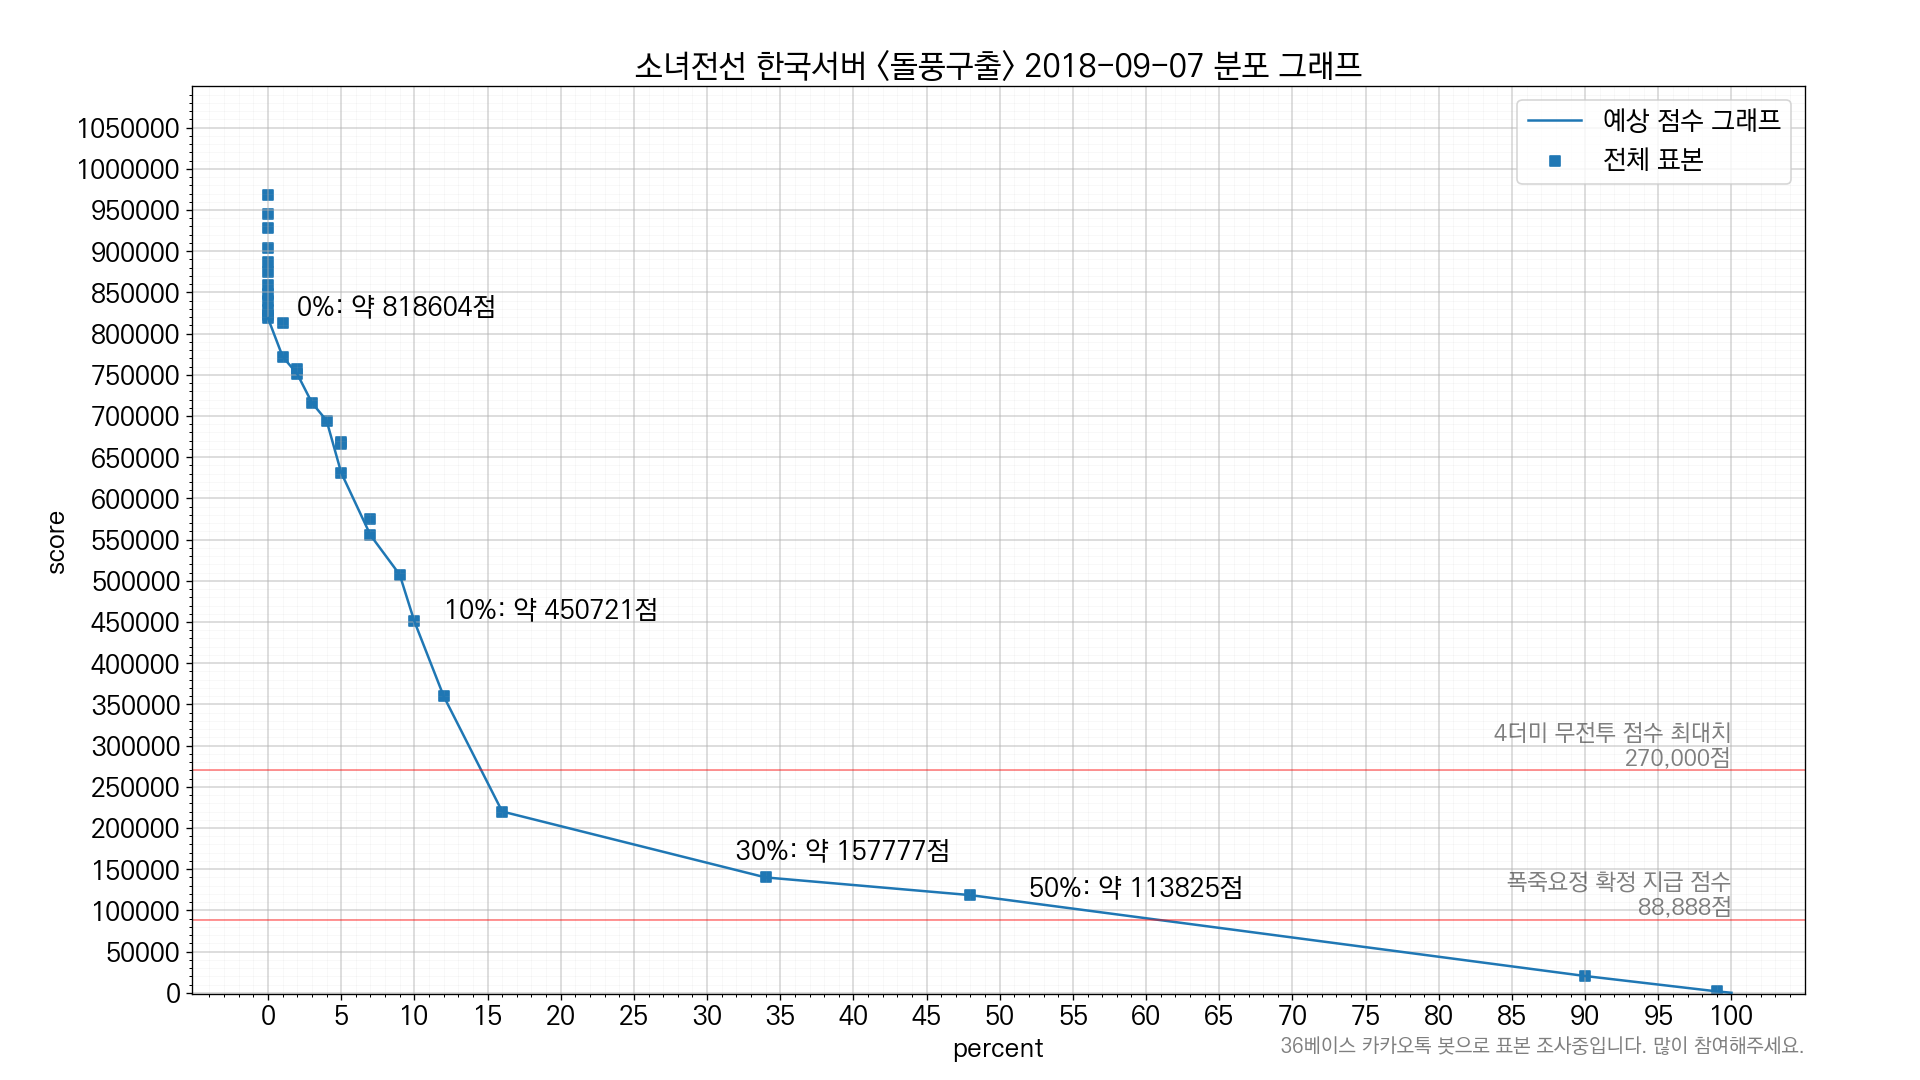 소녀전선 한국서버 <돌풍구출> 2018-09-07 분포 그래프
예상 점수 그래프
전체 표본
1050000
1000000
950000
900000
850000
800000
750000
700000
650000
600000
550000
500000
450000
400000
350000
300000
250000
200000
150000
100000
50000
0
score
0%: 약 818604점
10%: 약 450721점
30%: 약 157777점
50%: 약 113825점
4더미 무전투 점수 최대치
270,000점
폭죽요정 확정 지급 점수
88,888점
0 5 10 15 20 25 30 35 40 45 50 55 60 65 70 75 80 85 90 95 100
percent
36베이스 카카오톡 봇으로 표본 조사중입니다. 많이 참여해주세요.